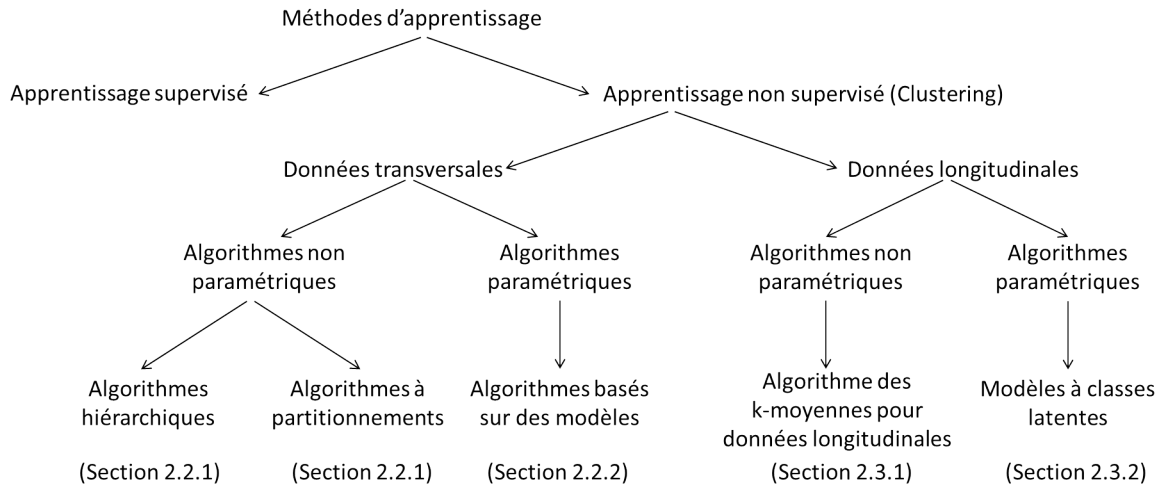 Méthodes d'apprentissage
Apprentissage supervisé
Apprentissage non supervisé (Clustering)
Données transversales
Données longitudinales
Algorithmes non
paramétriques
Algorithmes
paramétriques
Algorithmes non
paramétriques
Algorithmes
paramétriques
Algorithmes
hiérarchiques
Algorithmes à
partitionnements
Algorithmes basés
sur des modèles
Algorithme des
k-moyennes pour
données longitudinales
Modèles à classes
latentes
(Section 2.2.1)
(Section 2.2.1)
(Section 2.2.2)
(Section 2.3.1)
(Section 2.3.2)